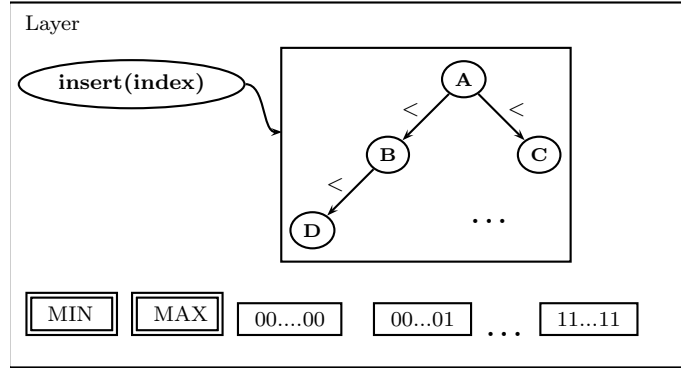 Layer
insert(index)
A
<
<
B
C
<
D
...
MIN
MAX
00....00
00...01
...
11...11